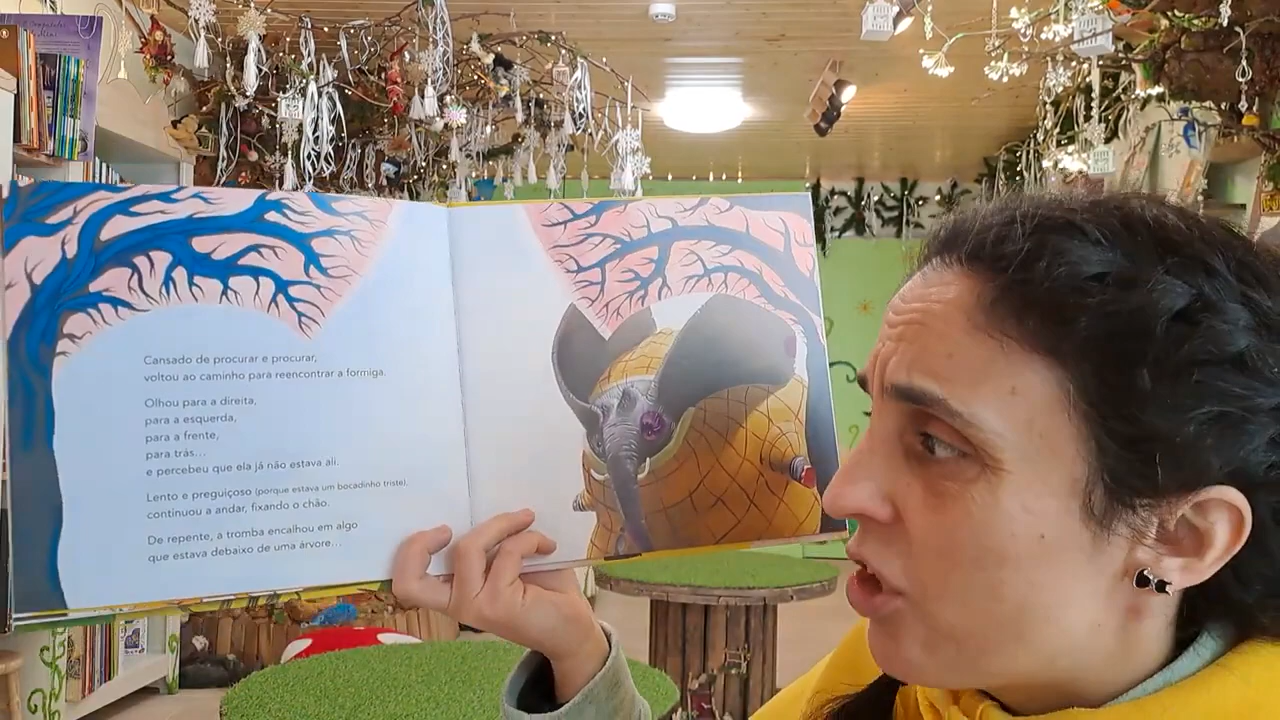 Cansado de procurar e procurar,
voltou ao caminho para reencontrar a formiga.
Olhou para a direita,
para a esquerda,
para a frente,
para trás...
e percebeu que ela já não estava ali.
Lento e preguiçoso (porque estava um bocadinho triste),
continuou a andar, fixando o chão.
De repente, a tromba encalhou em algo
que estava debaixo de uma árvore...